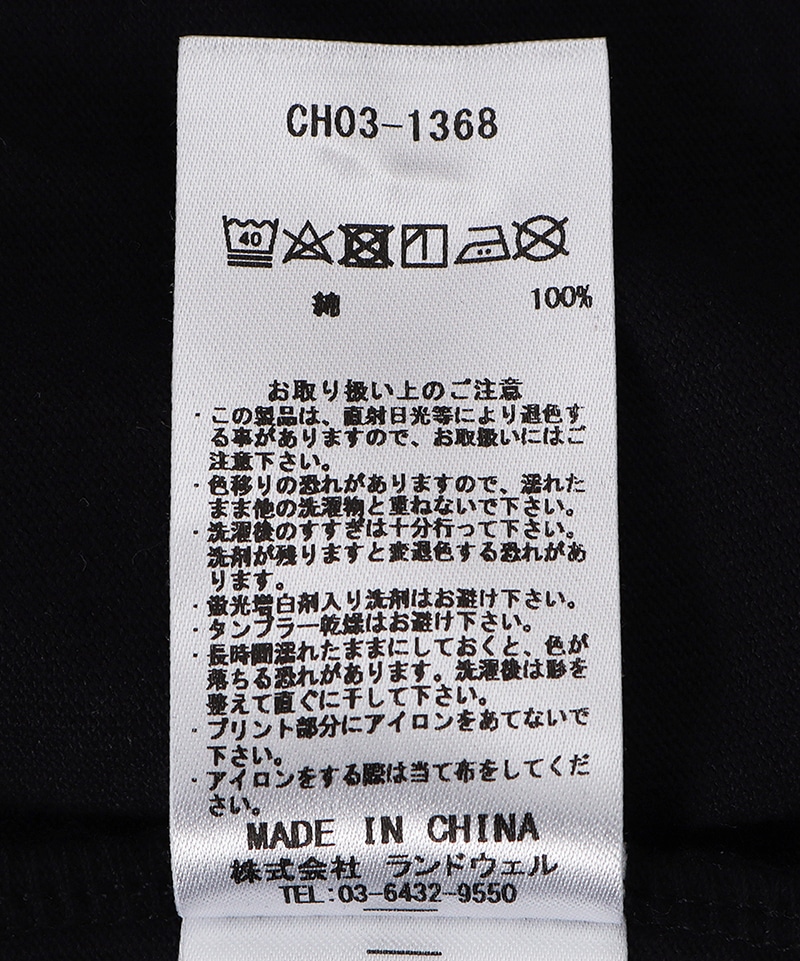 CH03-1368
40
綿 100%
お取り扱い上のご注意
・この製品は、直射日光等により退色す
る事がありますので、お取扱いにはご
注意下さい。
・色移りの恐れがありますので、濡れた
まま他の洗濯物と重ねないで下さい。
・洗濯後のすすぎは十分行って下さい。
洗剤が残りますと変退色する恐れがあ
ります。
・蛍光増白剤入り洗剤はお避け下さい。
・タンブラー乾燥はお避け下さい。
・長時間濡れたままにしておくと、色が
落ちる恐れがあります。洗濯後は形を
整えて直ぐに干して下さい。
・プリント部分にアイロンをあてないで
下さい。
・アイロンをする際は当て布をしてくだ
さい。
MADE IN CHINA
株式会社 ランドウェル
TEL:03-6432-9550